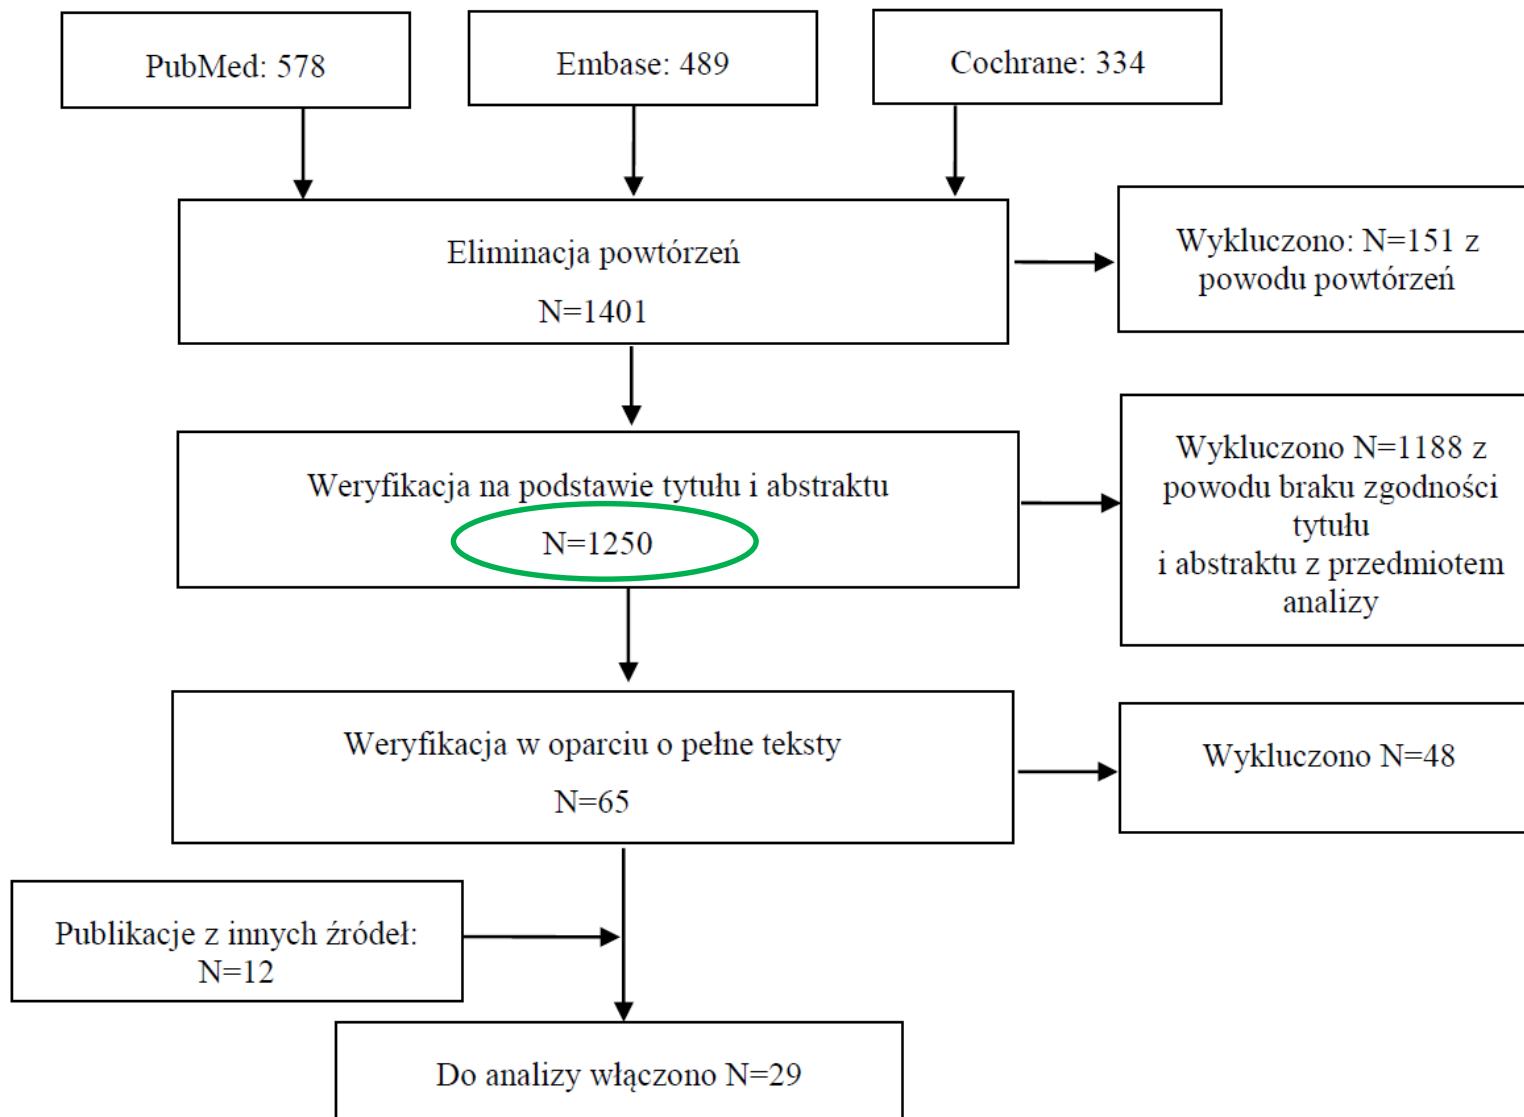 PubMed: 578
Embase: 489
Cochrane: 334
Eliminacja powtórzeń
N=1401
Wykluczono: N=151 z
powodu powtórzeń
Weryfikacja na podstawie tytułu i abstraktu
N=1250
Wykluczono N=1188 z
powodu braku zgodności
tytułu
i abstraktu z przedmiotem
analizy
Weryfikacja w oparciu o pełne teksty
N=65
Wykluczono N=48
Publikacje z innych źródeł:
N=12
Do analizy włączono N=29